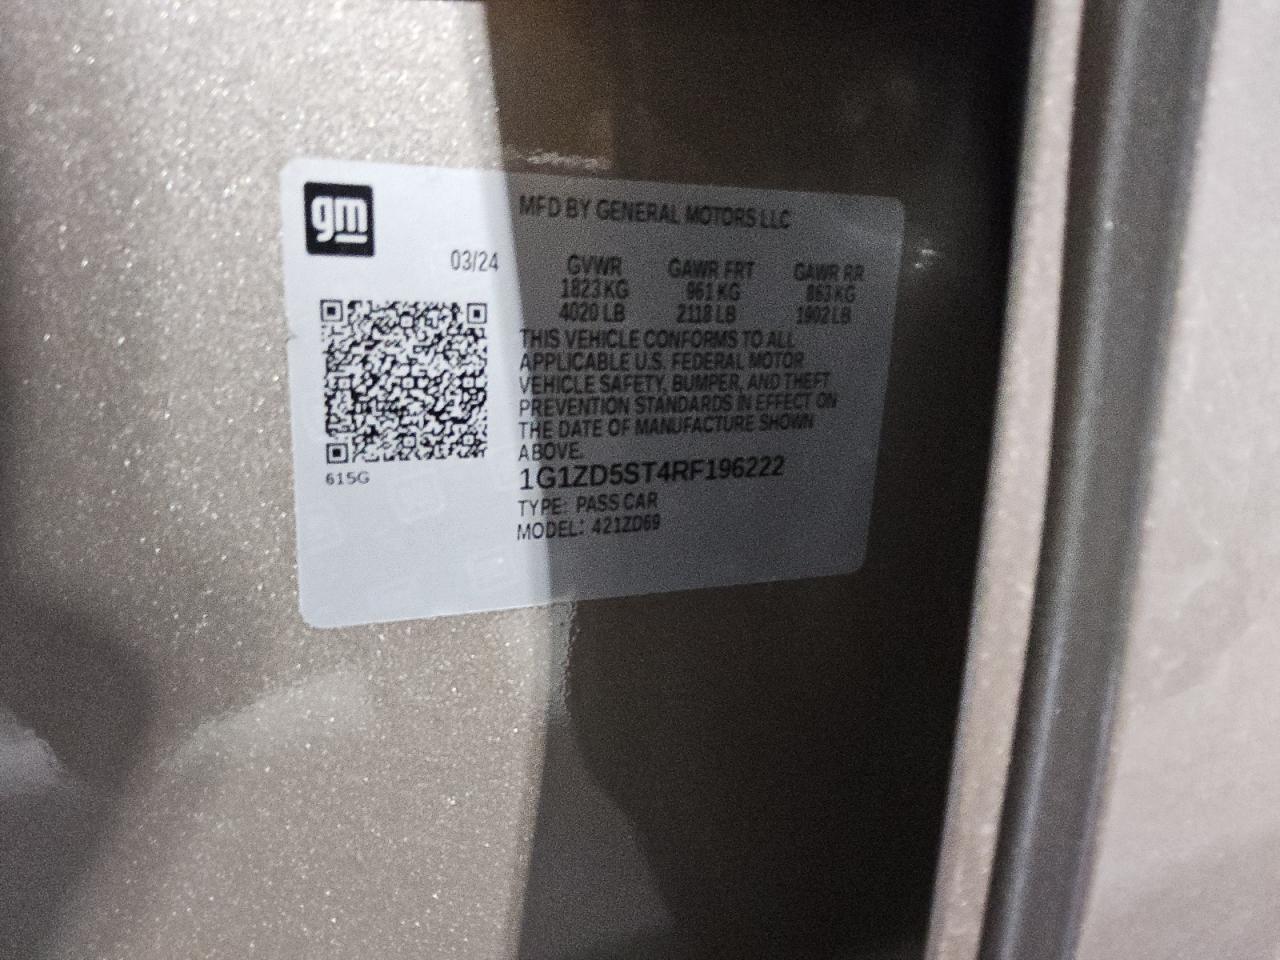 gm
MFD BY GENERAL MOTORS LLC
03/24
GVWR GAWR FRT GAWR RR
1823 KG 961 KG 863 KG
4020 LB 2118 LB 1902 LB
THIS VEHICLE CONFORMS TO ALL
APPLICABLE U.S. FEDERAL MOTOR
VEHICLE SAFETY, BUMPER, AND THEFT
PREVENTION STANDARDS IN EFFECT ON
THE DATE OF MANUFACTURE SHOWN
ABOVE.
1G1ZD5ST4RF196222
615G
TYPE: PASS CAR
MODEL: 421ZD69